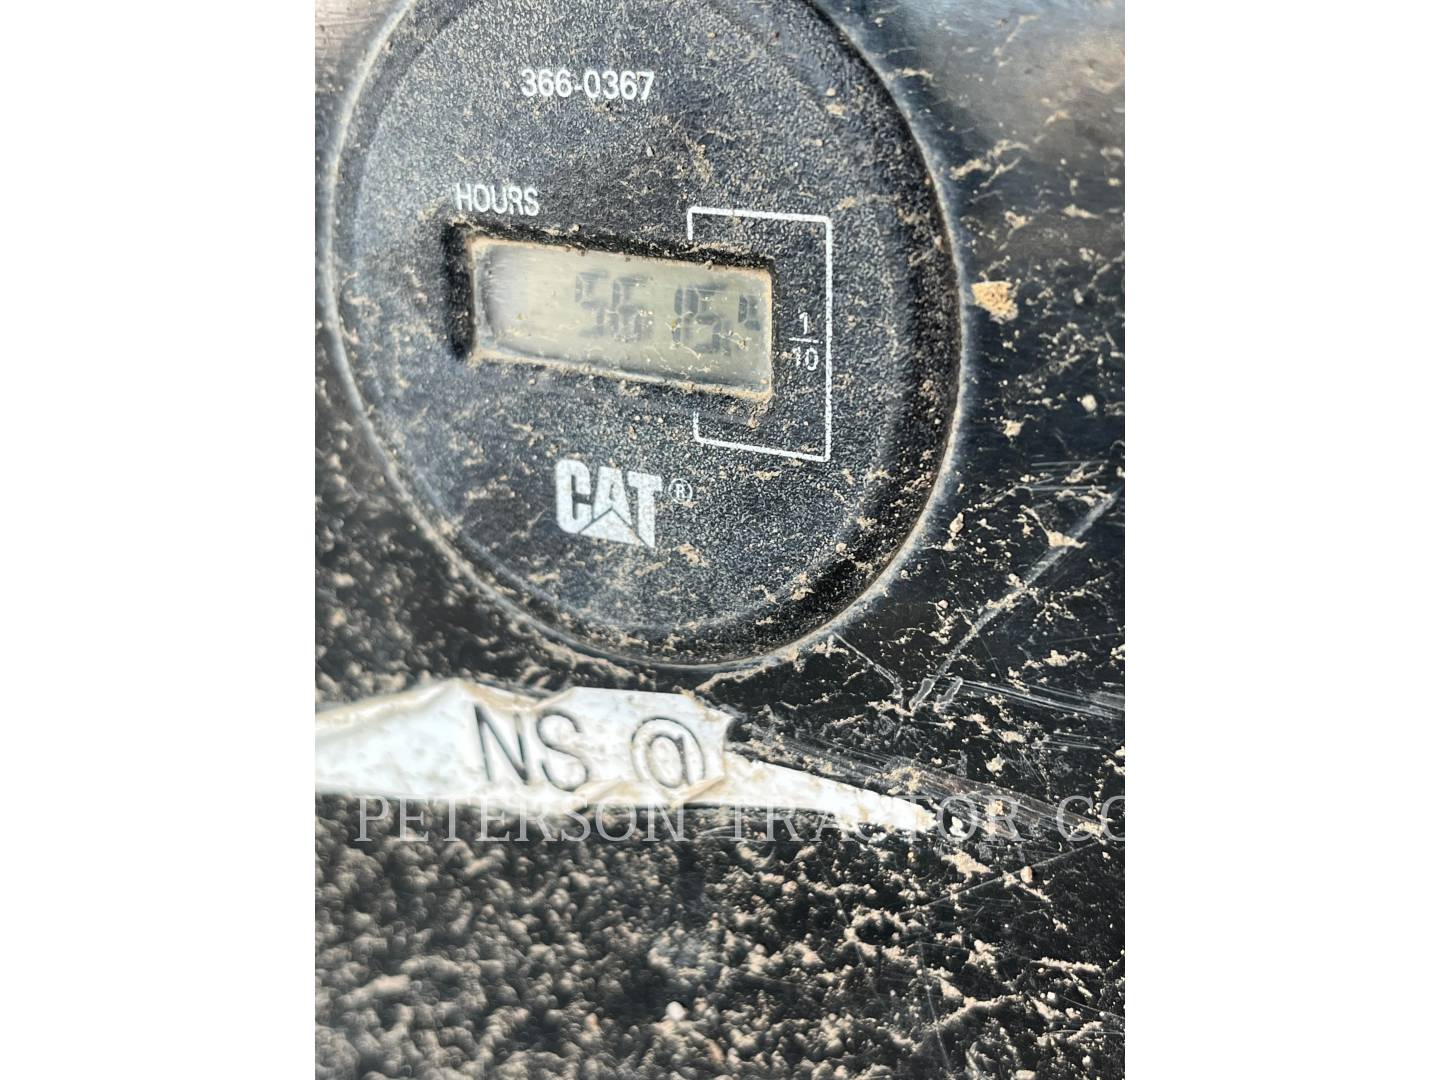 366-0367
HOURS
1
10
CAT®
NS @
PETERSON TRACTOR CO